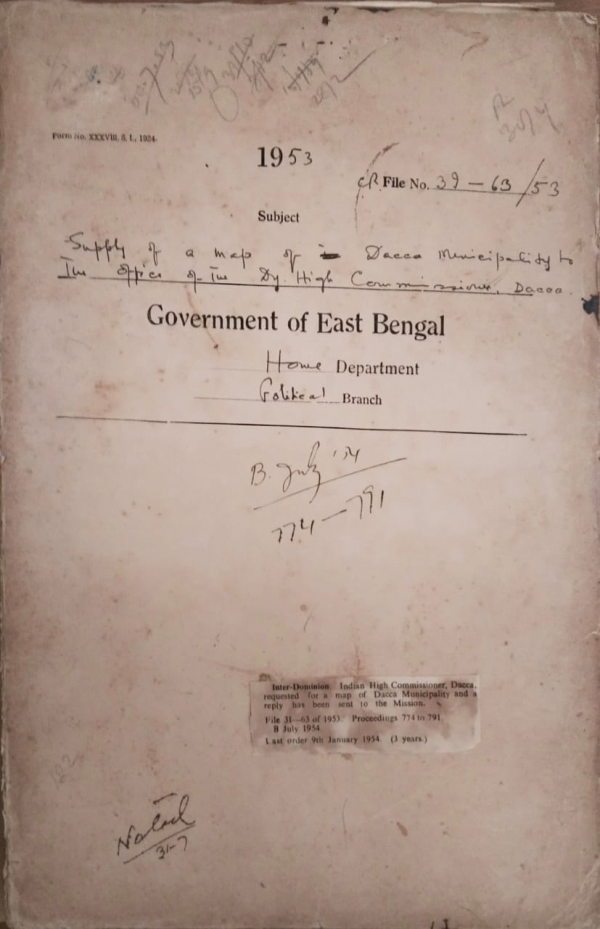 Form No. XXXVIII, S. I., 1934.
1953
CR. File No. 39-63/53
Subject
Supply of a map of Dacca Municipality to
the office of the Dy High Commissioner, Dacca.
Government of East Bengal
Home Department
Political Branch
B. July '54
774-791
Inter-Dominion. Indian High Commissioner, Dacca,
requested for a map of Dacca Municipality and a
reply has been sent to the Mission.
File 31—63 of 1953. Proceedings 774 to 791
B July 1954
Last order 9th January 1954. (3 years.)
Noted
31-7